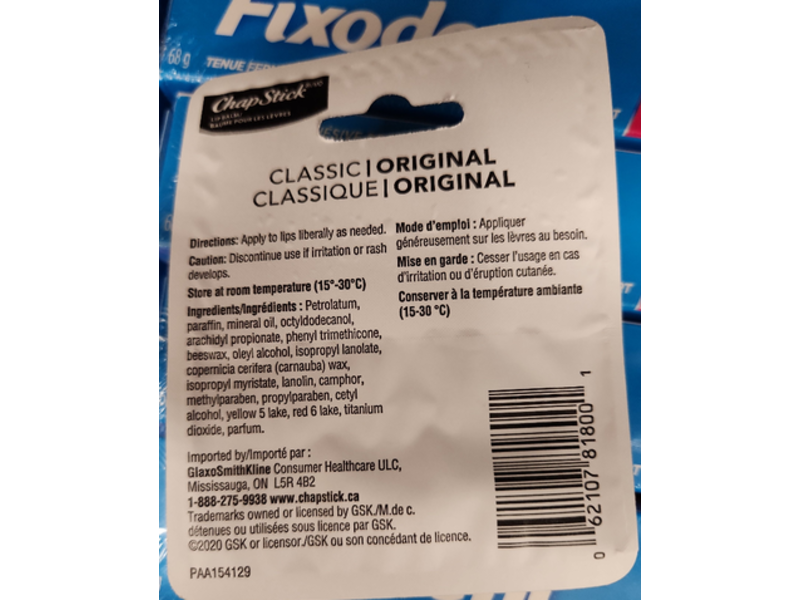 Fixode
68 g
TENUE FER
ChapStick
LIP BALM/
BAUME POUR LES LÈVRES
CLASSIC | ORIGINAL
CLASSIQUE | ORIGINAL
Directions: Apply to lips liberally as needed.
Caution: Discontinue use if irritation or rash
develops.
Store at room temperature (15°-30°C)
Ingredients/Ingrédients : Petrolatum,
paraffin, mineral oil, octyldodecanol,
arachidyl propionate, phenyl trimethicone,
beeswax, oleyl alcohol, isopropyl lanolate,
copernicia cerifera (carnauba) wax,
isopropyl myristate, lanolin, camphor,
methylparaben, propylparaben, cetyl
alcohol, yellow 5 lake, red 6 lake, titanium
dioxide, parfum.
Mode d'emploi : Appliquer
généreusement sur les lèvres au besoin.
Mise en garde : Cesser l'usage en cas
d'irritation ou d'éruption cutanée.
Conserver à la température ambiante
(15-30 °C)
Imported by/Importé par :
GlaxoSmithKline Consumer Healthcare ULC,
Mississauga, ON L5R 4B2
1-888-275-9938 www.chapstick.ca
Trademarks owned or licensed by GSK./M.de c.
détenues ou utilisées sous licence par GSK.
©2020 GSK or licensor./GSK ou son concédant de licence.
PAA154129
0 62107 81800 1